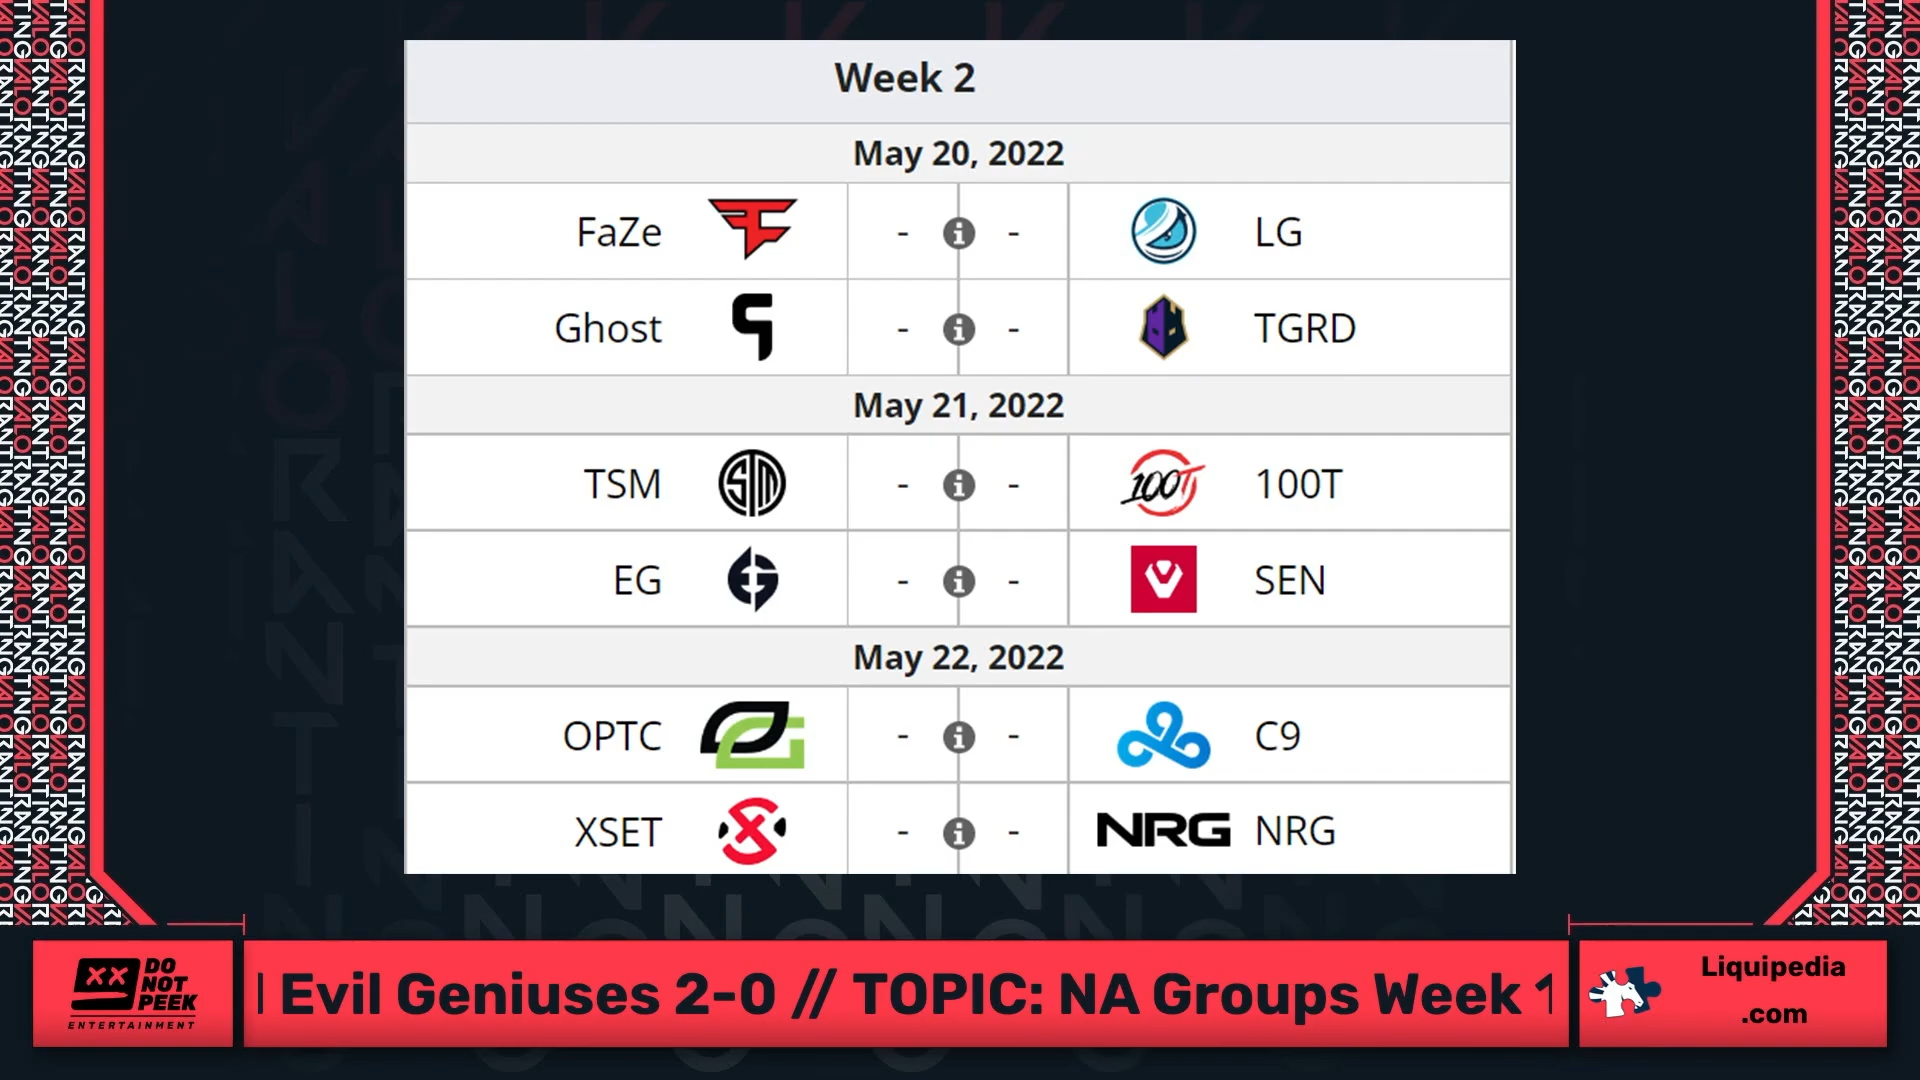 Week 2
May 20, 2022
FaZe - i - LG
Ghost - i - TGRD
May 21, 2022
TSM - i - 100T 100T
EG - i - SEN
May 22, 2022
OPTC - i - C9
XSET - i - NRG NRG
VALORANTING
DO
NOT
PEEK
ENTERTAINMENT
Evil Geniuses 2-0 // TOPIC: NA Groups Week 1
Liquipedia
.com